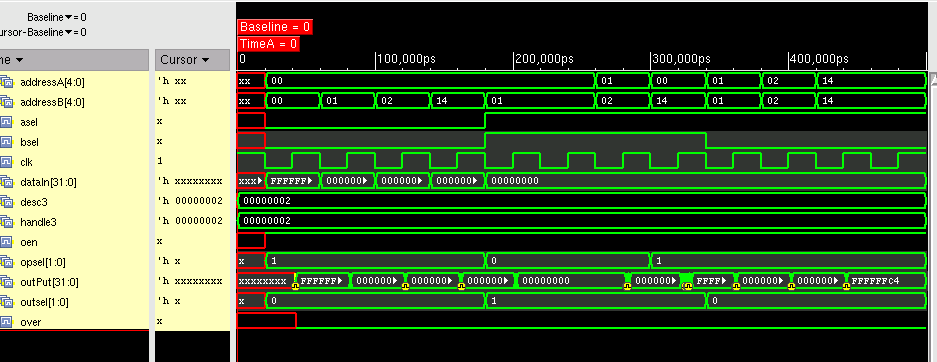 Baseline▼=0
ursor-Baseline▼=0
Baseline = 0
TimeA = 0
me▼ Cursor▼ 0 100,000ps 200,000ps 300,000ps 400,000ps
addressA[4:0] 'h xx xx 00 01 00 01 02 14
addressB[4:0] 'h xx xx 00 01 02 14 01 02 14 01 02 14
asel x
bsel x
clk 1
dataIn[31:0] 'h xxxxxxxx xxx▶ FFFFFF▶ 000000▶ 000000▶ 000000▶ 00000000
desc3 'h 00000002 00000002
handle3 'h 00000002 00000002
oen x
opsel[1:0] 'h x x 1 0 1
outPut[31:0] 'h xxxxxxxx xxxxxxxx FFFFFF▶ 000000▶ 000000▶ 000000▶ 00000000 000000▶ FFFF▶ 000000▶ 000000▶ FFFFFFc4
outsel[1:0] 'h x x 0 1 0
over x